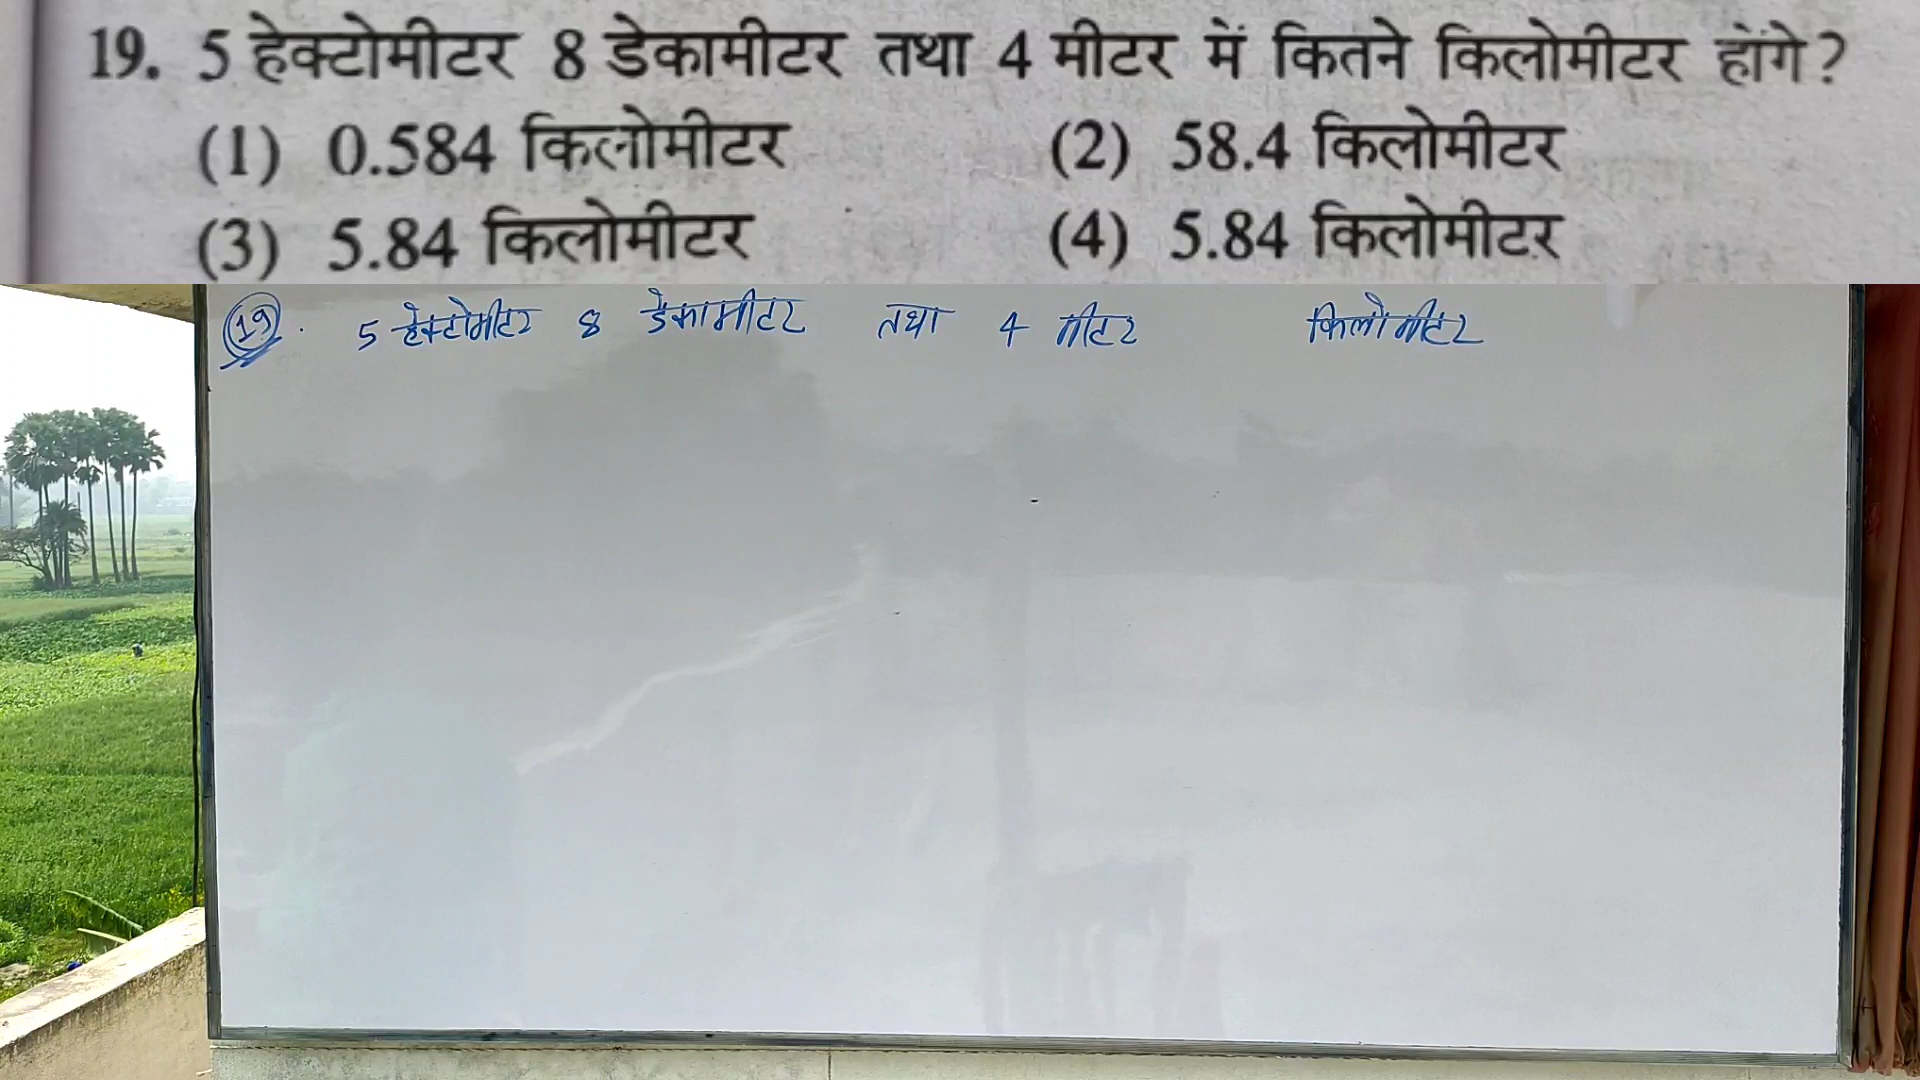 19. 5 हेक्टोमीटर 8 डेकामीटर तथा 4 मीटर में कितने किलोमीटर होंगे?
(1) 0.584 किलोमीटर (2) 58.4 किलोमीटर
(3) 5.84 किलोमीटर (4) 5.84 किलोमीटर
19. 5 हेक्टोमीटर 8 डेकामीटर तथा 4 मीटर किलोमीटर